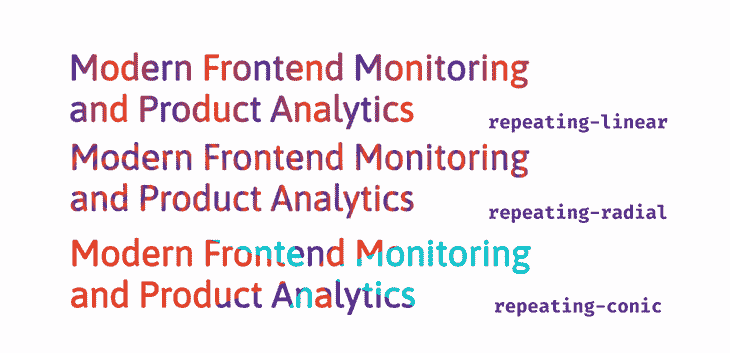 Modern Frontend Monitoring
and Product Analytics
repeating-linear
Modern Frontend Monitoring
and Product Analytics
repeating-radial
Modern Frontend Monitoring
and Product Analytics
repeating-conic